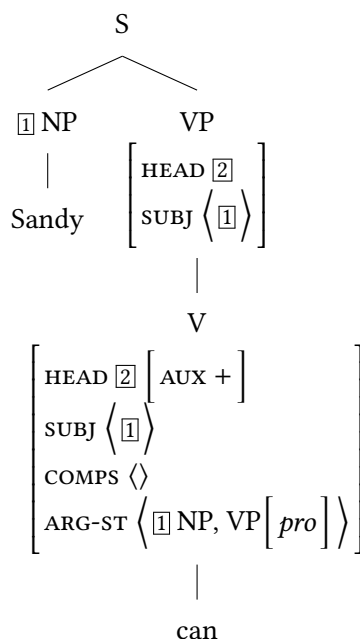 S
1 NP VP
HEAD 2
Sandy SUBJ ⟨ 1 ⟩
V
HEAD 2 [ AUX + ]
SUBJ ⟨ 1 ⟩
COMPS ⟨⟩
ARG-ST ⟨ 1 NP, VP [ pro ] ⟩
can